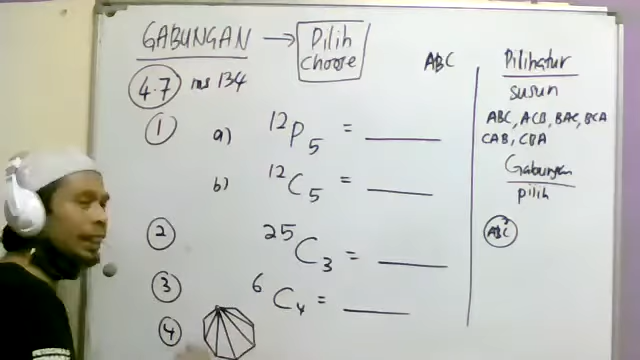 GABUNGAN → Pilih
choose
4.7 ms 134
1 a) ¹²P₅ = ____
b) ¹²C₅ = ____
2 ²⁵C₃ = ____
3 ⁶C₄ = ____
4
ABC
Pilihatur
susun
ABC, ACB, BAC, BCA
CAB, CBA
Gabungan
pilih
ABC